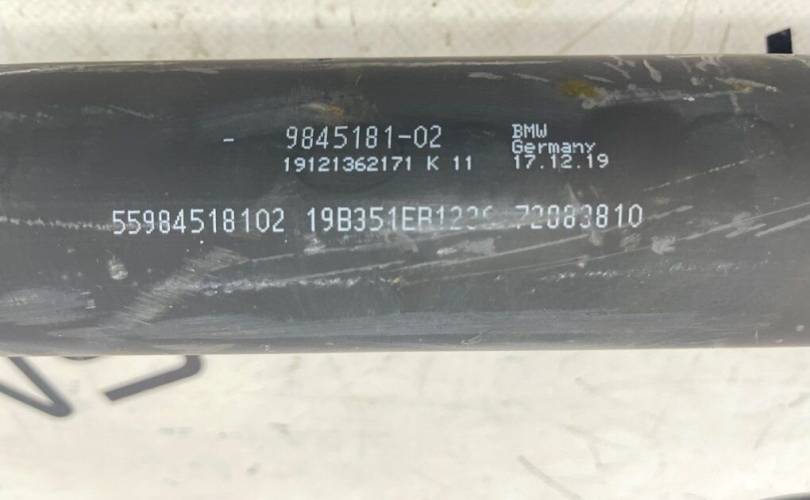 - 9845181-02 BMW
Germany
19121362171 K 11 17.12.19
55984518102